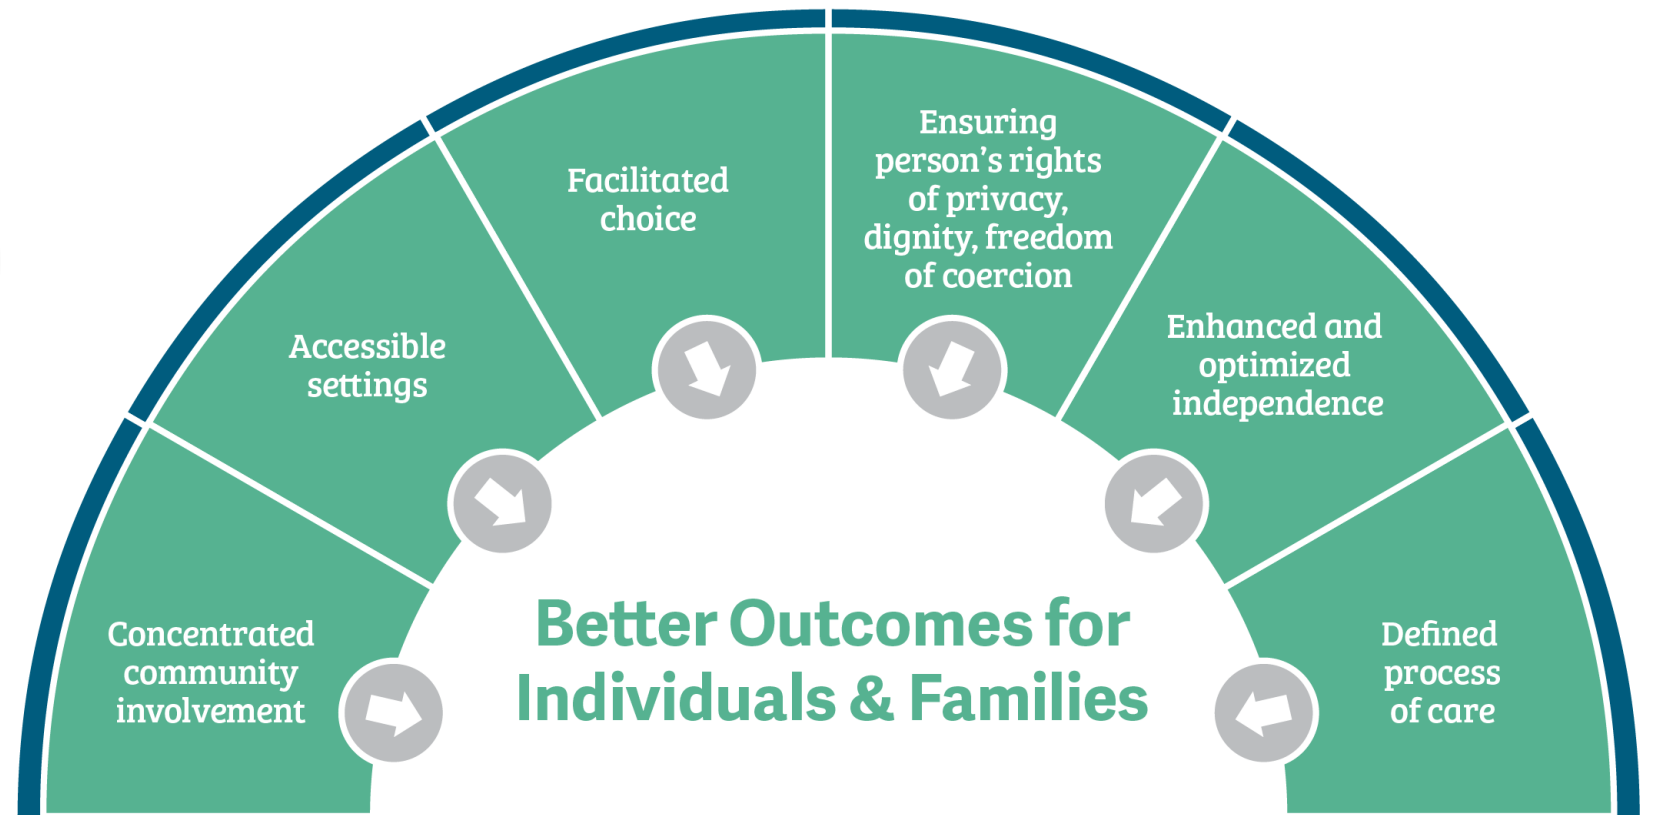 Concentrated
community
involvement
Accessible
settings
Facilitated
choice
Ensuring
person's rights
of privacy,
dignity, freedom
of coercion
Enhanced and
optimized
independence
Defined
process
of care
Better Outcomes for
Individuals & Families